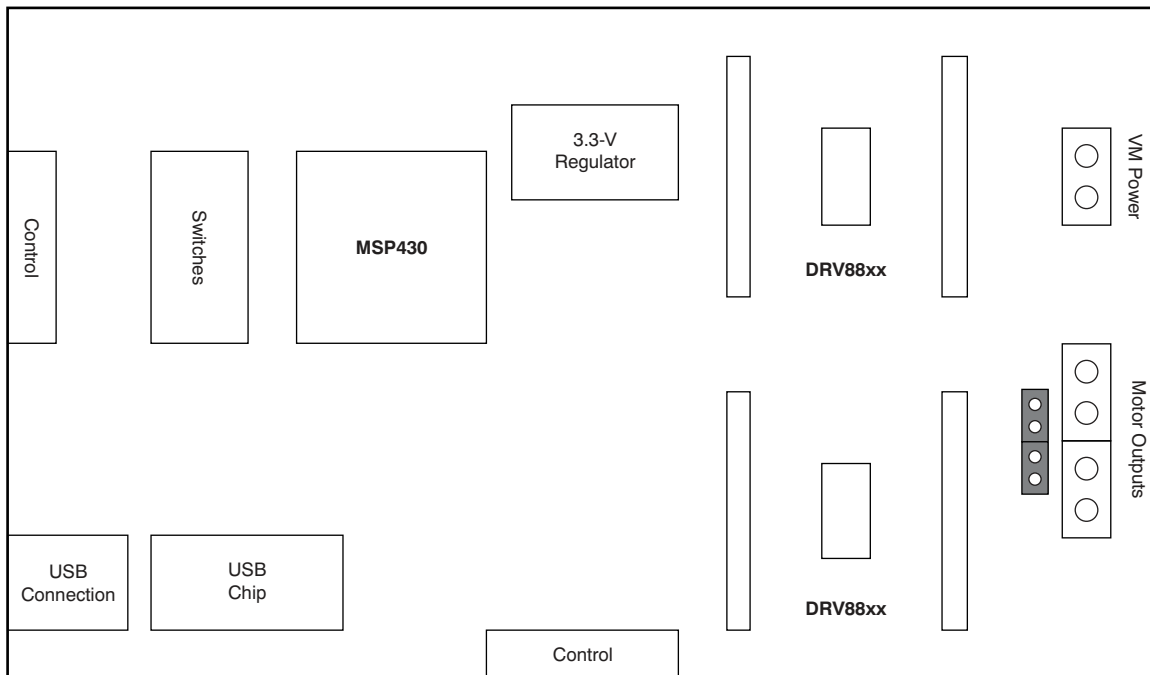 3.3-V
Regulator
VM Power
Control
Switches
MSP430
DRV88xx
Motor Outputs
USB
Connection
USB
Chip
DRV88xx
Control